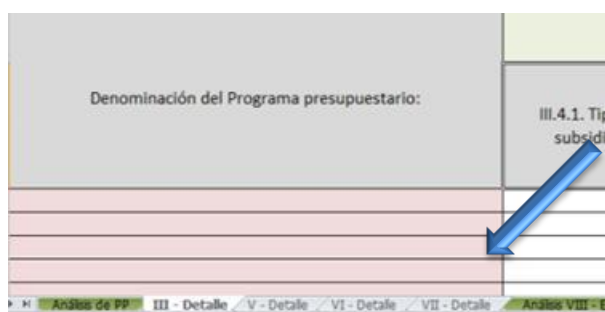 Denominación del Programa presupuestario:
III.4.1. Tip
subsidi
Análisis de PP
III - Detalle
V - Detalle
VI - Detalle
VII - Detalle
Análisis VIII - E